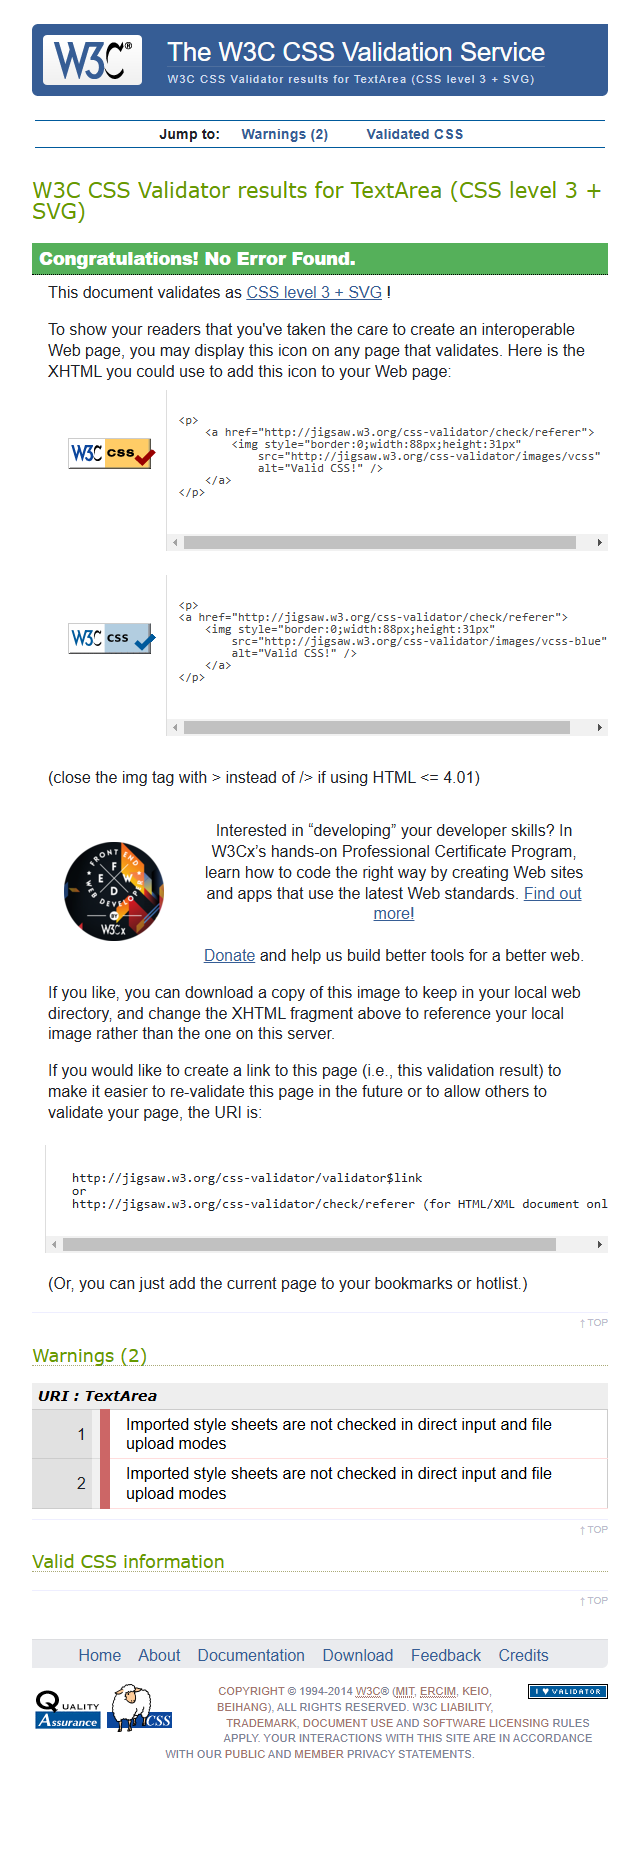 W3C®
The W3C CSS Validation Service
W3C CSS Validator results for TextArea (CSS level 3 + SVG)
Jump to: Warnings (2) Validated CSS
W3C CSS Validator results for TextArea (CSS level 3 +
SVG)
Congratulations! No Error Found.
This document validates as CSS level 3 + SVG !
To show your readers that you've taken the care to create an interoperable
Web page, you may display this icon on any page that validates. Here is the
XHTML you could use to add this icon to your Web page:
W3C css
<p>
<a href="http://jigsaw.w3.org/css-validator/check/referer">
<img style="border:0;width:88px;height:31px"
src="http://jigsaw.w3.org/css-validator/images/vcss"
alt="Valid CSS!" />
</a>
</p>
W3C css
<p>
<a href="http://jigsaw.w3.org/css-validator/check/referer">
<img style="border:0;width:88px;height:31px"
src="http://jigsaw.w3.org/css-validator/images/vcss-blue"
alt="Valid CSS!" />
</a>
</p>
(close the img tag with > instead of /> if using HTML <= 4.01)
FRONT END
F
E W
D
WEB DEVELOPER
W3Cx
Interested in “developing” your developer skills? In
W3Cx’s hands-on Professional Certificate Program,
learn how to code the right way by creating Web sites
and apps that use the latest Web standards. Find out
more!
Donate and help us build better tools for a better web.
If you like, you can download a copy of this image to keep in your local web
directory, and change the XHTML fragment above to reference your local
image rather than the one on this server.
If you would like to create a link to this page (i.e., this validation result) to
make it easier to re-validate this page in the future or to allow others to
validate your page, the URI is:
http://jigsaw.w3.org/css-validator/validator$link
or
http://jigsaw.w3.org/css-validator/check/referer (for HTML/XML document onl
(Or, you can just add the current page to your bookmarks or hotlist.)
↑ TOP
Warnings (2)
URI : TextArea
1 Imported style sheets are not checked in direct input and file
upload modes
2 Imported style sheets are not checked in direct input and file
upload modes
↑ TOP
Valid CSS information
↑ TOP
Home About Documentation Download Feedback Credits
QUALITY
Assurance
CSS
COPYRIGHT © 1994-2014 W3C® (MIT, ERCIM, KEIO,
BEIHANG), ALL RIGHTS RESERVED. W3C LIABILITY,
TRADEMARK, DOCUMENT USE AND SOFTWARE LICENSING RULES
APPLY. YOUR INTERACTIONS WITH THIS SITE ARE IN ACCORDANCE
WITH OUR PUBLIC AND MEMBER PRIVACY STATEMENTS.
I ♥ VALIDATOR